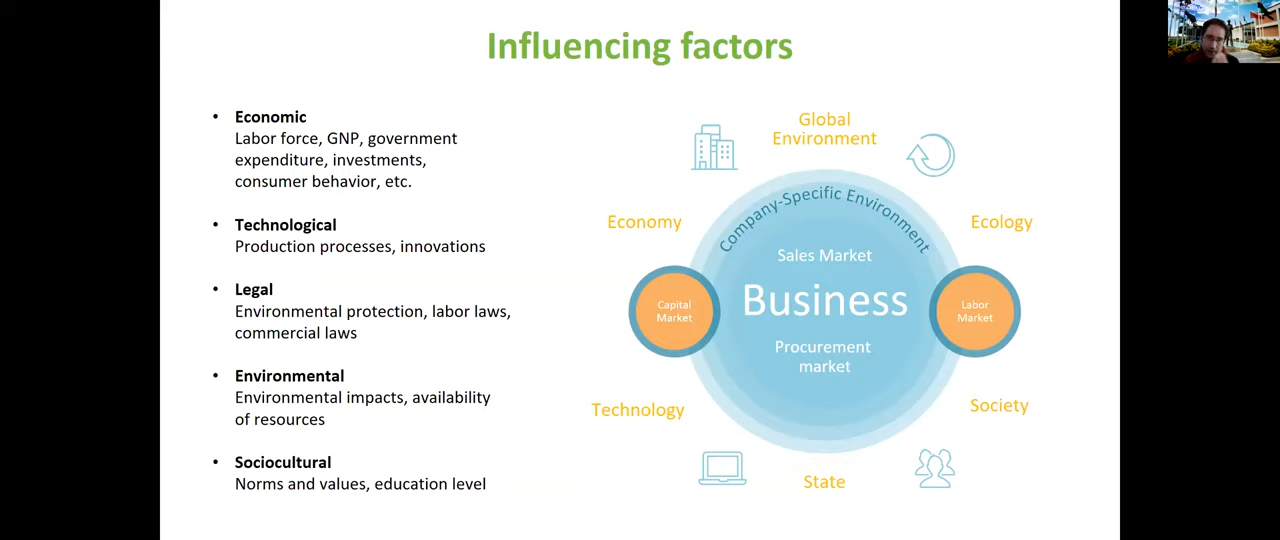 Influencing factors
• Economic
Labor force, GNP, government
expenditure, investments,
consumer behavior, etc.
• Technological
Production processes, innovations
• Legal
Environmental protection, labor laws,
commercial laws
• Environmental
Environmental impacts, availability
of resources
• Sociocultural
Norms and values, education level
Global
Environment
Economy
Ecology
Company-Specific Environment
Sales Market
Business
Capital
Market
Labor
Market
Procurement
market
Technology
Society
State